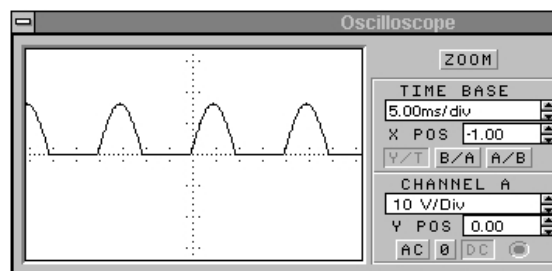 Oscilloscope
ZOOM
TIME BASE
5.00ms/div
X POS -1.00
Y/T B/A A/B
CHANNEL A
10 V/Div
Y POS 0.00
AC 0 DC